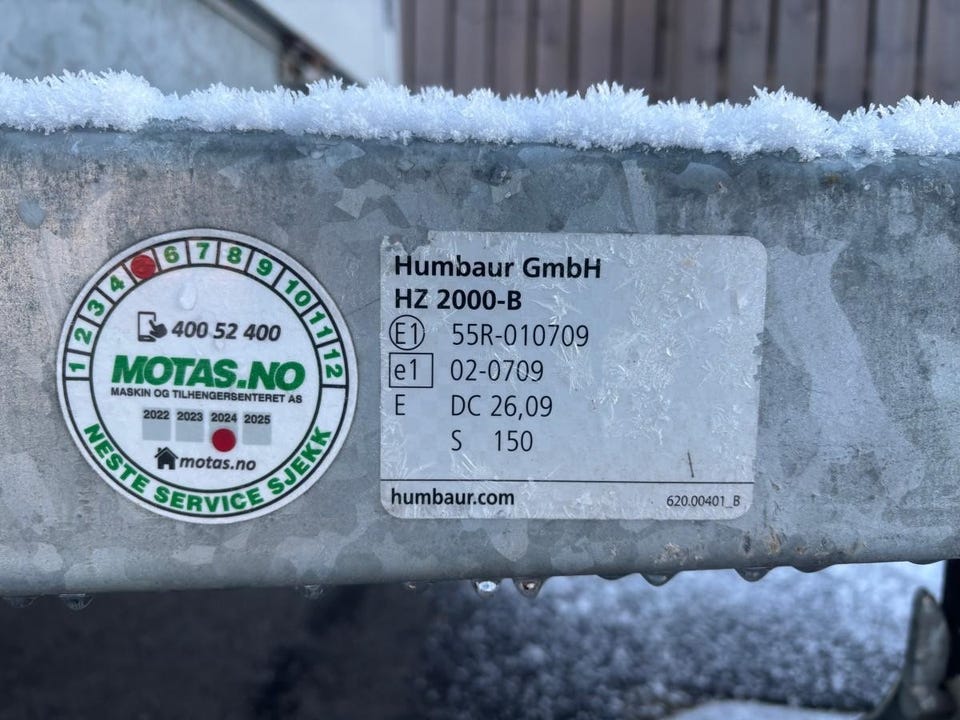 1 2 3 4 6 7 8 9 10 11 12
400 52 400
MOTAS.NO
MASKIN OG TILHENGERSENTERET AS
2022 2023 2024 2025
motas.no
NESTE SERVICE SJEKK
Humbaur GmbH
HZ 2000-B
E1 55R-010709
e1 02-0709
E DC 26,09
S 150
humbaur.com 620.00401_B